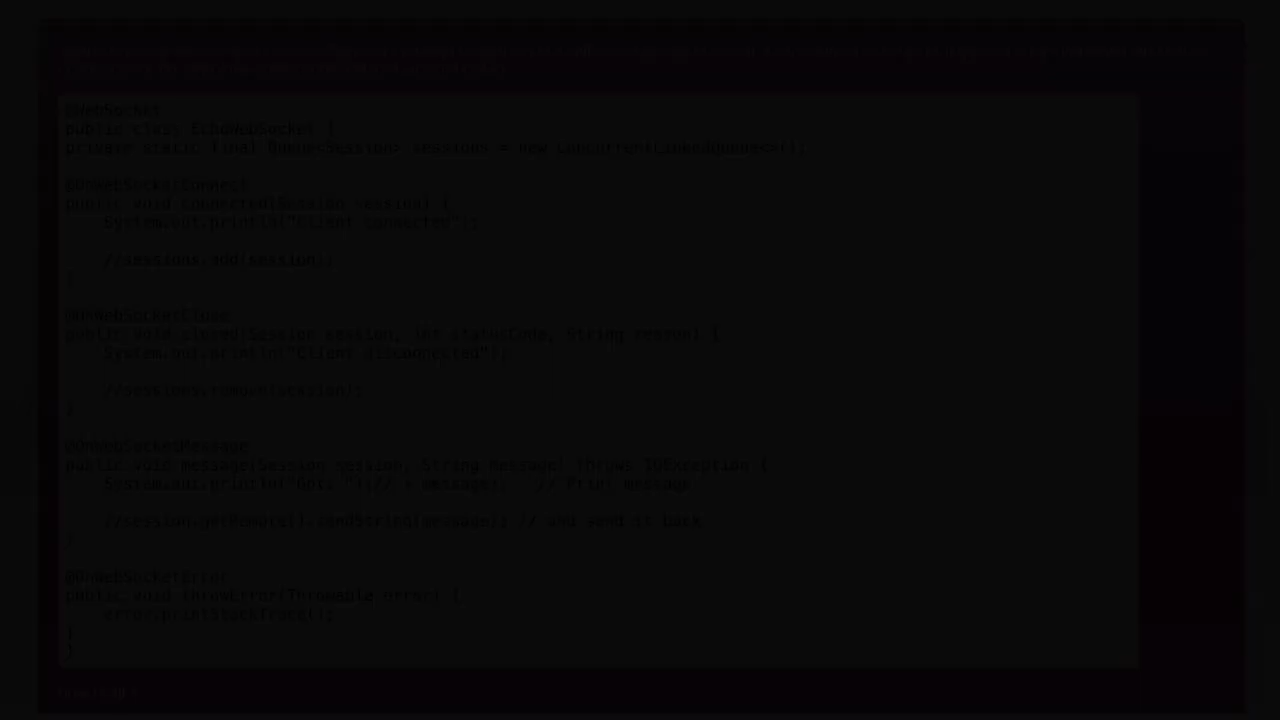 @WebSocket
public class EchoWebSocket {
private static final Queue<Session> sessions = new ConcurrentLinkedQueue<>();
@OnWebSocketConnect
public void connected(Session session) {
System.out.println("Client connected");
//sessions.add(session);
}
@OnWebSocketClose
public void closed(Session session, int statusCode, String reason) {
System.out.println("Client disconnected");
//sessions.remove(session);
}
@OnWebSocketMessage
public void message(Session session, String message) throws IOException {
System.out.println("Got: ");// + message); // Print message
//session.getRemote().sendString(message)) // and send it back
}
@OnWebSocketError
public void throwError(Throwable error) {
error.printStackTrace();
}
}